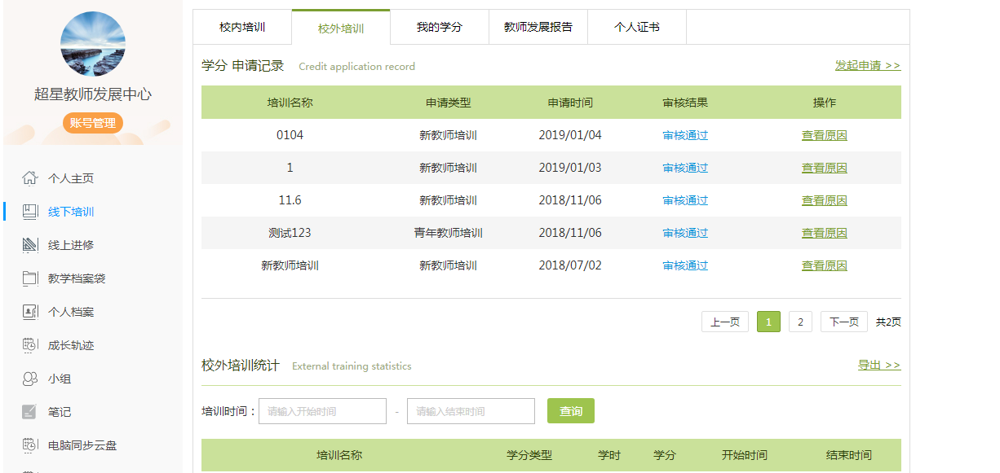 超星教师发展中心
账号管理
个人主页
线下培训
线上进修
教学档案袋
个人档案
成长轨迹
小组
笔记
电脑同步云盘
校内培训 校外培训 我的学分 教师发展报告 个人证书
学分 申请记录 Credit application record 发起申请 >>
培训名称 申请类型 申请时间 审核结果 操作
0104 新教师培训 2019/01/04 审核通过 查看原因
1 新教师培训 2019/01/03 审核通过 查看原因
11.6 新教师培训 2018/11/06 审核通过 查看原因
测试123 青年教师培训 2018/11/06 审核通过 查看原因
新教师培训 新教师培训 2018/07/02 审核通过 查看原因
上一页 1 2 下一页 共2页
校外培训统计 External training statistics 导出 >>
培训时间： 请输入开始时间 - 请输入结束时间 查询
培训名称 学分类型 学时 学分 开始时间 结束时间